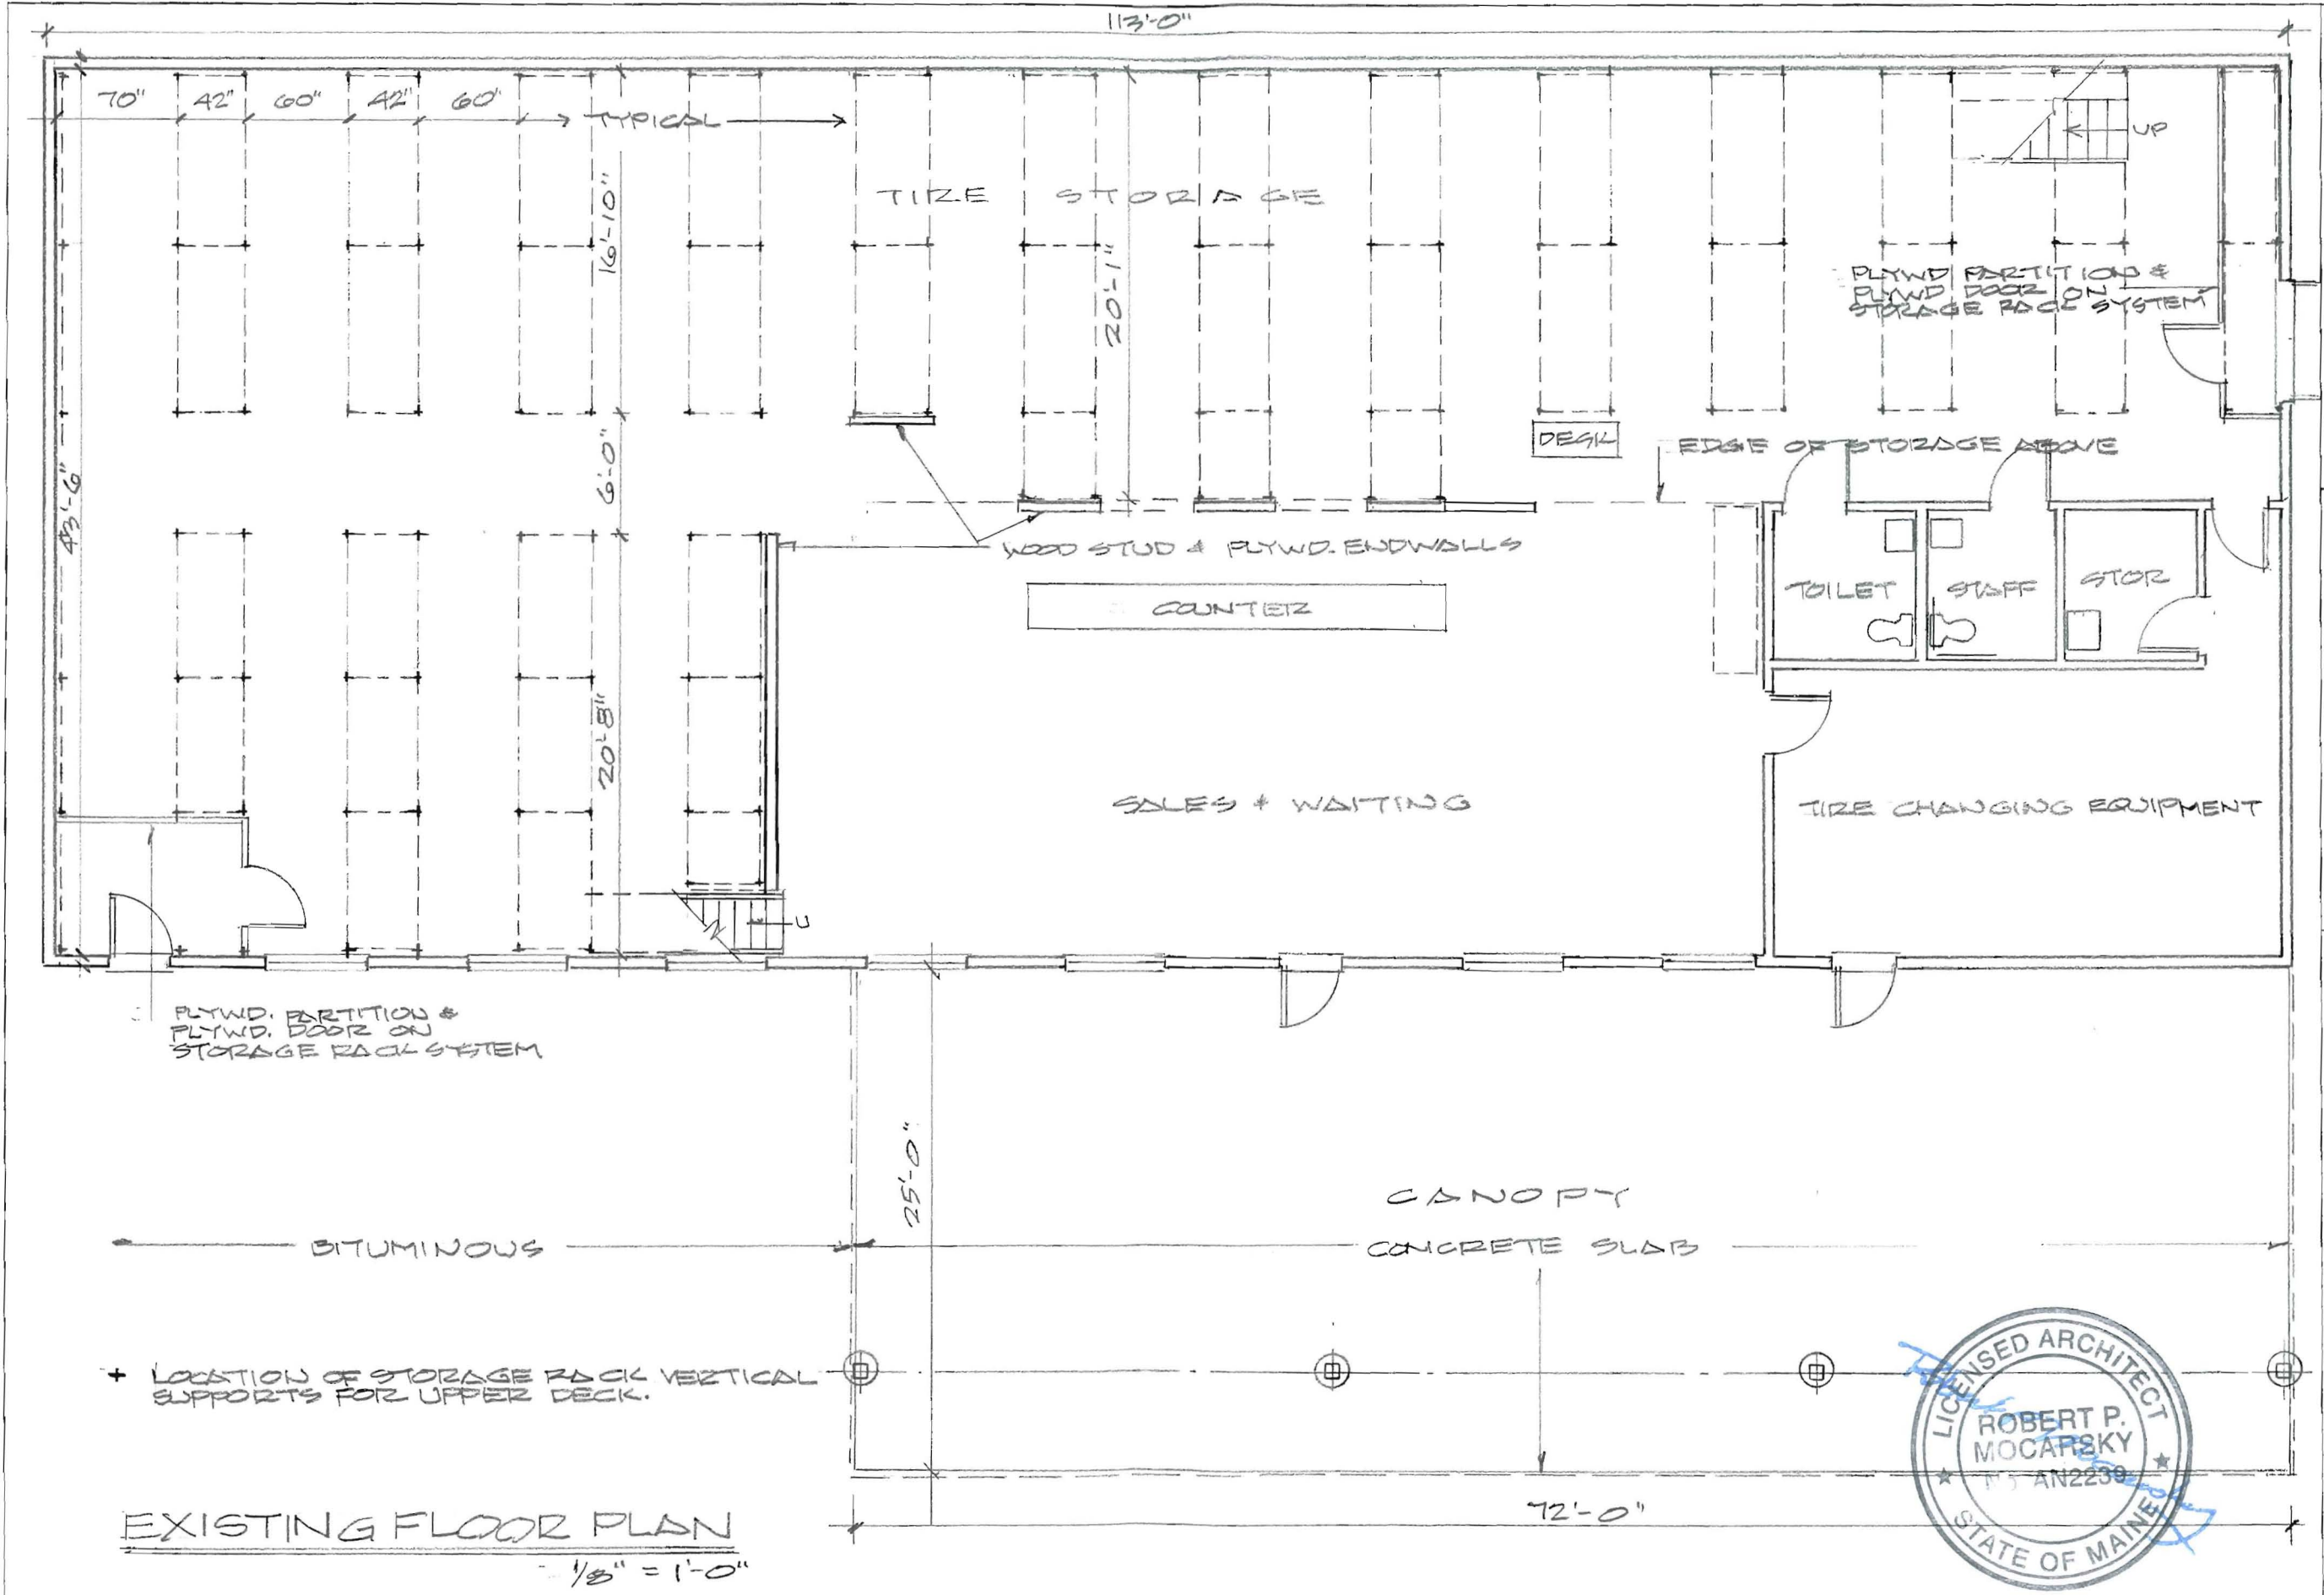 113'-0"
70" 42" 60" 42" 60" TYPICAL
UP
TIRE STORAGE
16'-10"
20'-1"
PLYWD PARTITION &
PLYWD DOOR ON
STORAGE RACK SYSTEM
DESK
EDGE OF STORAGE ABOVE
43'-6"
6'-0"
WOOD STUD & PLYWD. ENDWALLS
COUNTER
TOILET
STAFF
STOR
20'-8"
SALES & WAITING
TIRE CHANGING EQUIPMENT
U
PLYWD. PARTITION &
PLYWD. DOOR ON
STORAGE RACK SYSTEM
25'-0"
CANOPY
BITUMINOUS
CONCRETE SLAB
+ LOCATION OF STORAGE RACK VERTICAL
SUPPORTS FOR UPPER DECK.
LICENSED ARCHITECT
ROBERT P.
MOCARSKY
AN2239
STATE OF MAINE
72'-0"
EXISTING FLOOR PLAN
1/8" = 1'-0"